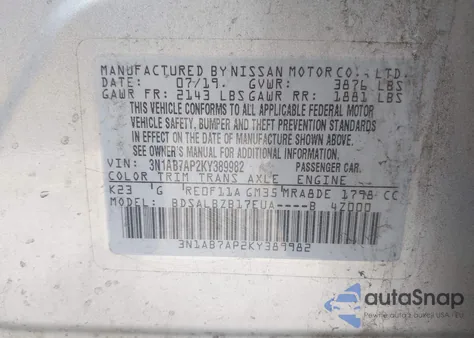 MANUFACTURED BY NISSAN MOTOR CO., LTD.
DATE: 07/19. GVWR: 3876 LBS
GAWR FR: 2143 LBS GAWR RR: 1881 LBS
THIS VEHICLE CONFORMS TO ALL APPLICABLE FEDERAL MOTOR
VEHICLE SAFETY, BUMPER AND THEFT PREVENTION STANDARDS
IN EFFECT ON THE DATE OF MANUFACTURE SHOWN ABOVE.
SEE OWNER'S MANUAL FOR ADDITIONAL INFORMATION.
VIN: 3N1AB7AP2KY389982 PASSENGER CAR.
COLOR TRIM TRANS AXLE ENGINE
K23 G RE0F11A GM35 MRA8DE 1798 CC
MODEL: BDSALBZB17EUA----B 4Z000
3N1AB7AP2KY389982
autoSnap